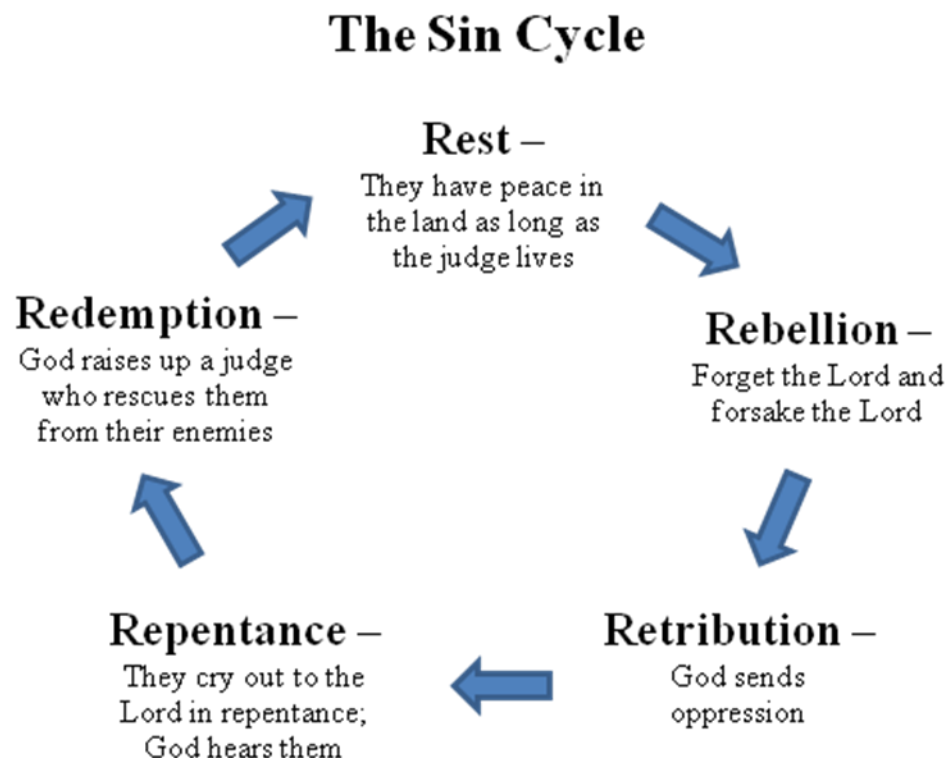 The Sin Cycle
Rest –
They have peace in
the land as long as
the judge lives
Rebellion –
Forget the Lord and
forsake the Lord
Retribution –
God sends
oppression
Repentance –
They cry out to the
Lord in repentance;
God hears them
Redemption –
God raises up a judge
who rescues them
from their enemies